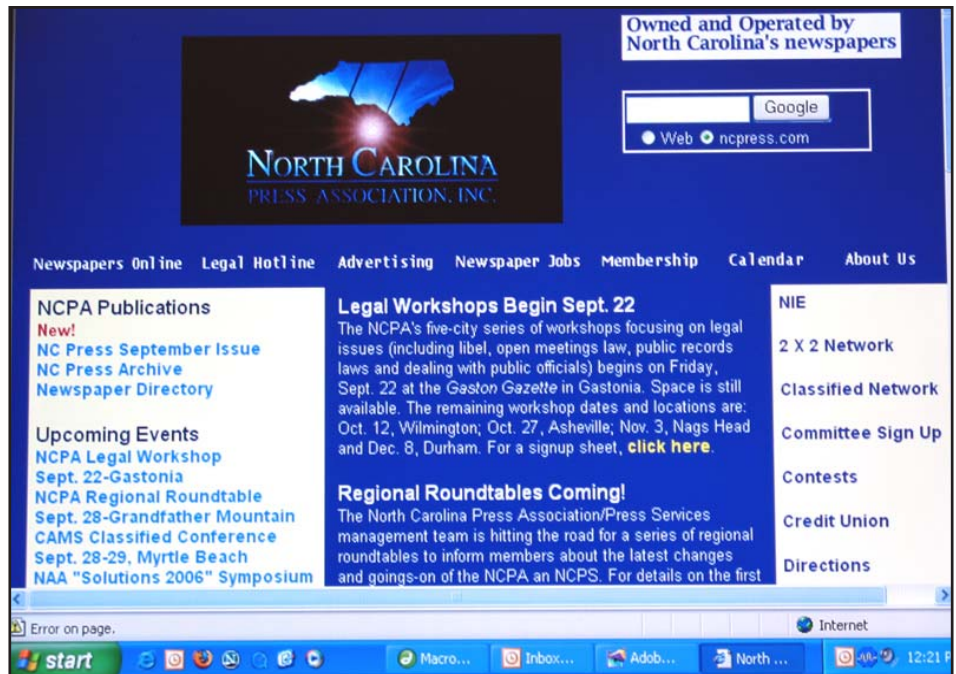 Owned and Operated by
North Carolina's newspapers
NORTH CAROLINA
PRESS ASSOCIATION, INC.
Google
Web ncpress.com
Newspapers Online Legal Hotline Advertising Newspaper Jobs Membership Calendar About Us
NCPA Publications
New!
NC Press September Issue
NC Press Archive
Newspaper Directory
Upcoming Events
NCPA Legal Workshop
Sept. 22-Gastonia
NCPA Regional Roundtable
Sept. 28-Grandfather Mountain
CAMS Classified Conference
Sept. 28-29, Myrtle Beach
NAA "Solutions 2006" Symposium
Legal Workshops Begin Sept. 22
The NCPA's five-city series of workshops focusing on legal
issues (including libel, open meetings law, public records
laws and dealing with public officials) begins on Friday,
Sept. 22 at the Gaston Gazette in Gastonia. Space is still
available. The remaining workshop dates and locations are:
Oct. 12, Wilmington; Oct. 27, Asheville; Nov. 3, Nags Head
and Dec. 8, Durham. For a signup sheet, click here.
Regional Roundtables Coming!
The North Carolina Press Association/Press Services
management team is hitting the road for a series of regional
roundtables to inform members about the latest changes
and goings-on of the NCPA an NCPS. For details on the first
NIE
2 X 2 Network
Classified Network
Committee Sign Up
Contests
Credit Union
Directions
Error on page.
Internet
start
Macro...
Inbox...
Adob...
North ...
12:21 P